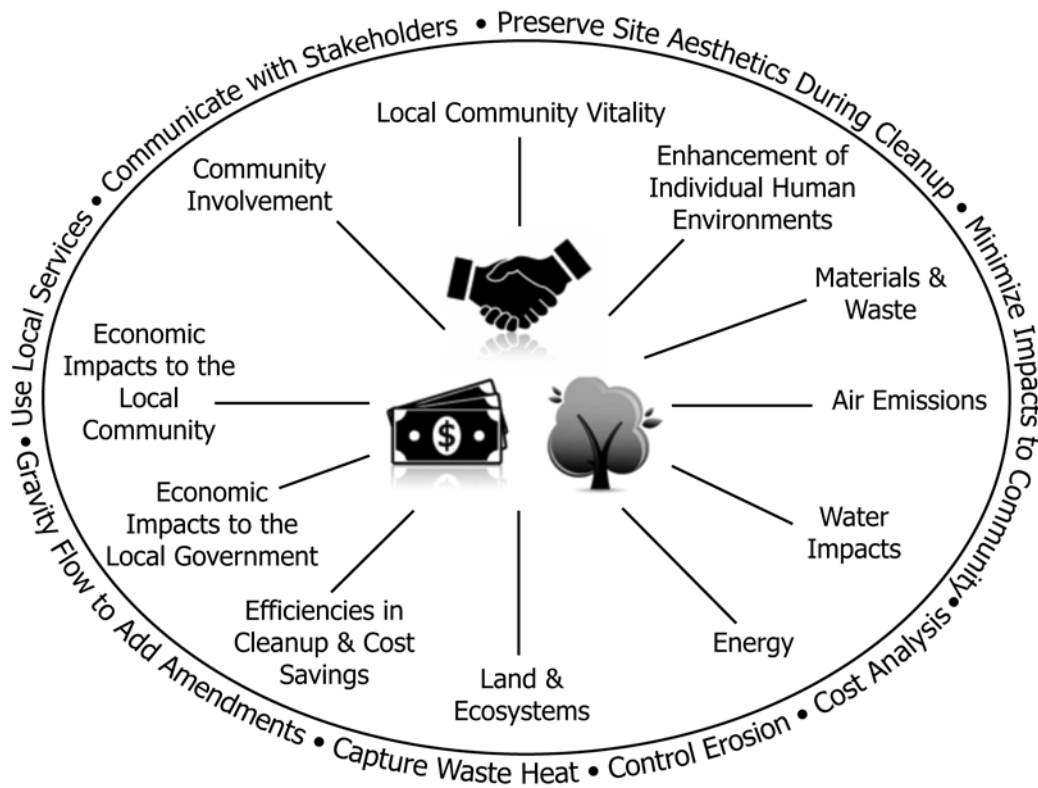 • Preserve Site Aesthetics During Cleanup • Minimize Impacts to Community • Cost Analysis • Control Erosion • Capture Waste Heat • Gravity Flow to Add Amendments • Use Local Services • Communicate with Stakeholders
Local Community Vitality
Enhancement of
Individual Human
Environments
Materials &
Waste
Air Emissions
Water
Impacts
Energy
Land &
Ecosystems
Efficiencies in
Cleanup & Cost
Savings
Economic
Impacts to the
Local Government
Economic
Impacts to the
Local
Community
Community
Involvement
$